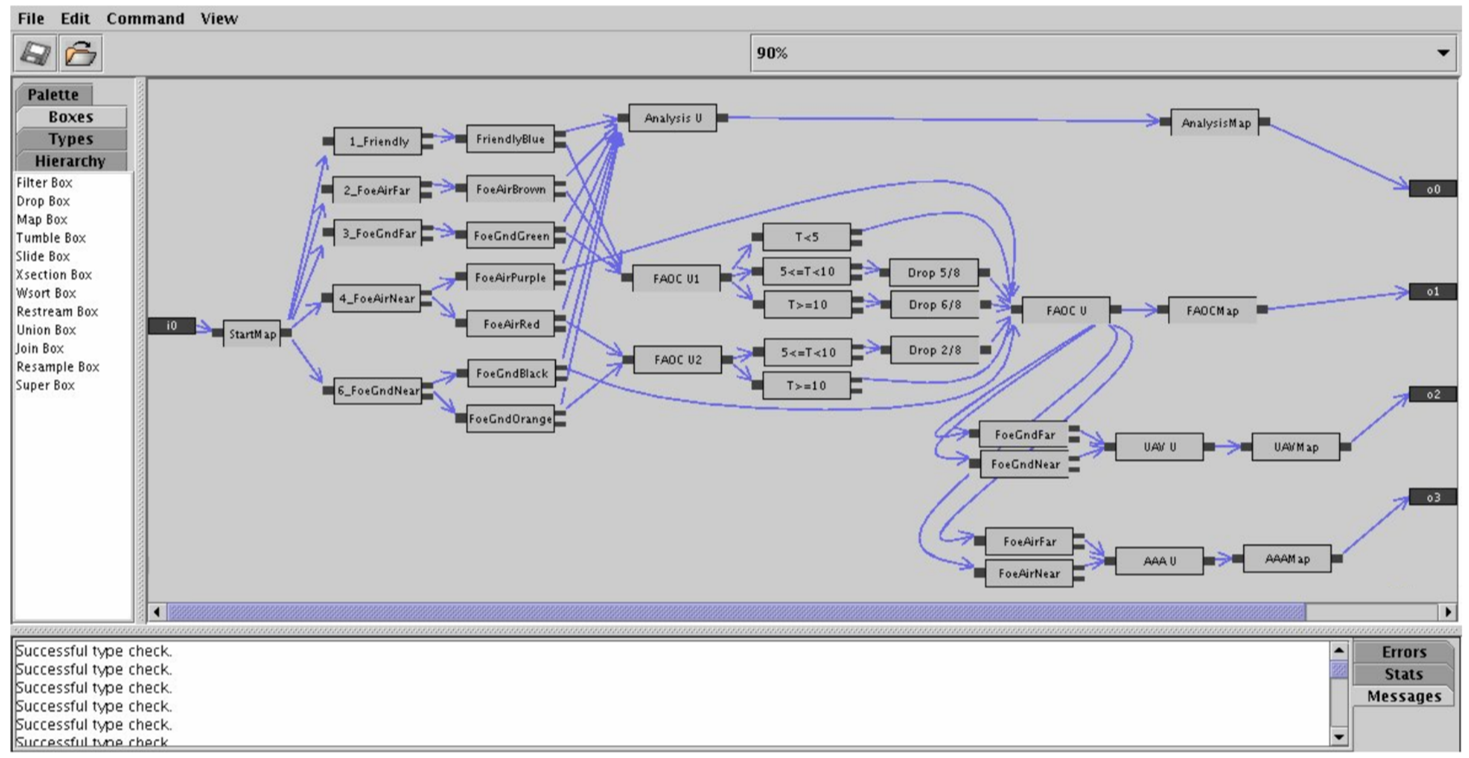 File Edit Command View
90%
Palette
Boxes
Types
Hierarchy
Filter Box
Drop Box
Map Box
Tumble Box
Slide Box
Xsection Box
Wsort Box
Restream Box
Union Box
Join Box
Resample Box
Super Box
i0
StartMap
1_Friendly
2_FoeAirFar
3_FoeGndFar
4_FoeAirNear
6_FoeGndNear
FriendlyBlue
FoeAirBrown
FoeGndGreen
FoeAirPurple
FoeAirRed
FoeGndBlack
FoeGndOrange
Analysis U
FAOC U1
FAOC U2
T<5
5<=T<10
T>=10
5<=T<10
T>=10
Drop 5/8
Drop 6/8
Drop 2/8
FAOC U
FAOCMap
AnalysisMap
FoeGndFar
FoeGndNear
UAV U
UAVMap
FoeAirFar
FoeAirNear
AAA U
AAAMap
o0
o1
o2
o3
Successful type check.
Successful type check.
Successful type check.
Successful type check.
Successful type check.
Successful type check.
Errors
Stats
Messages